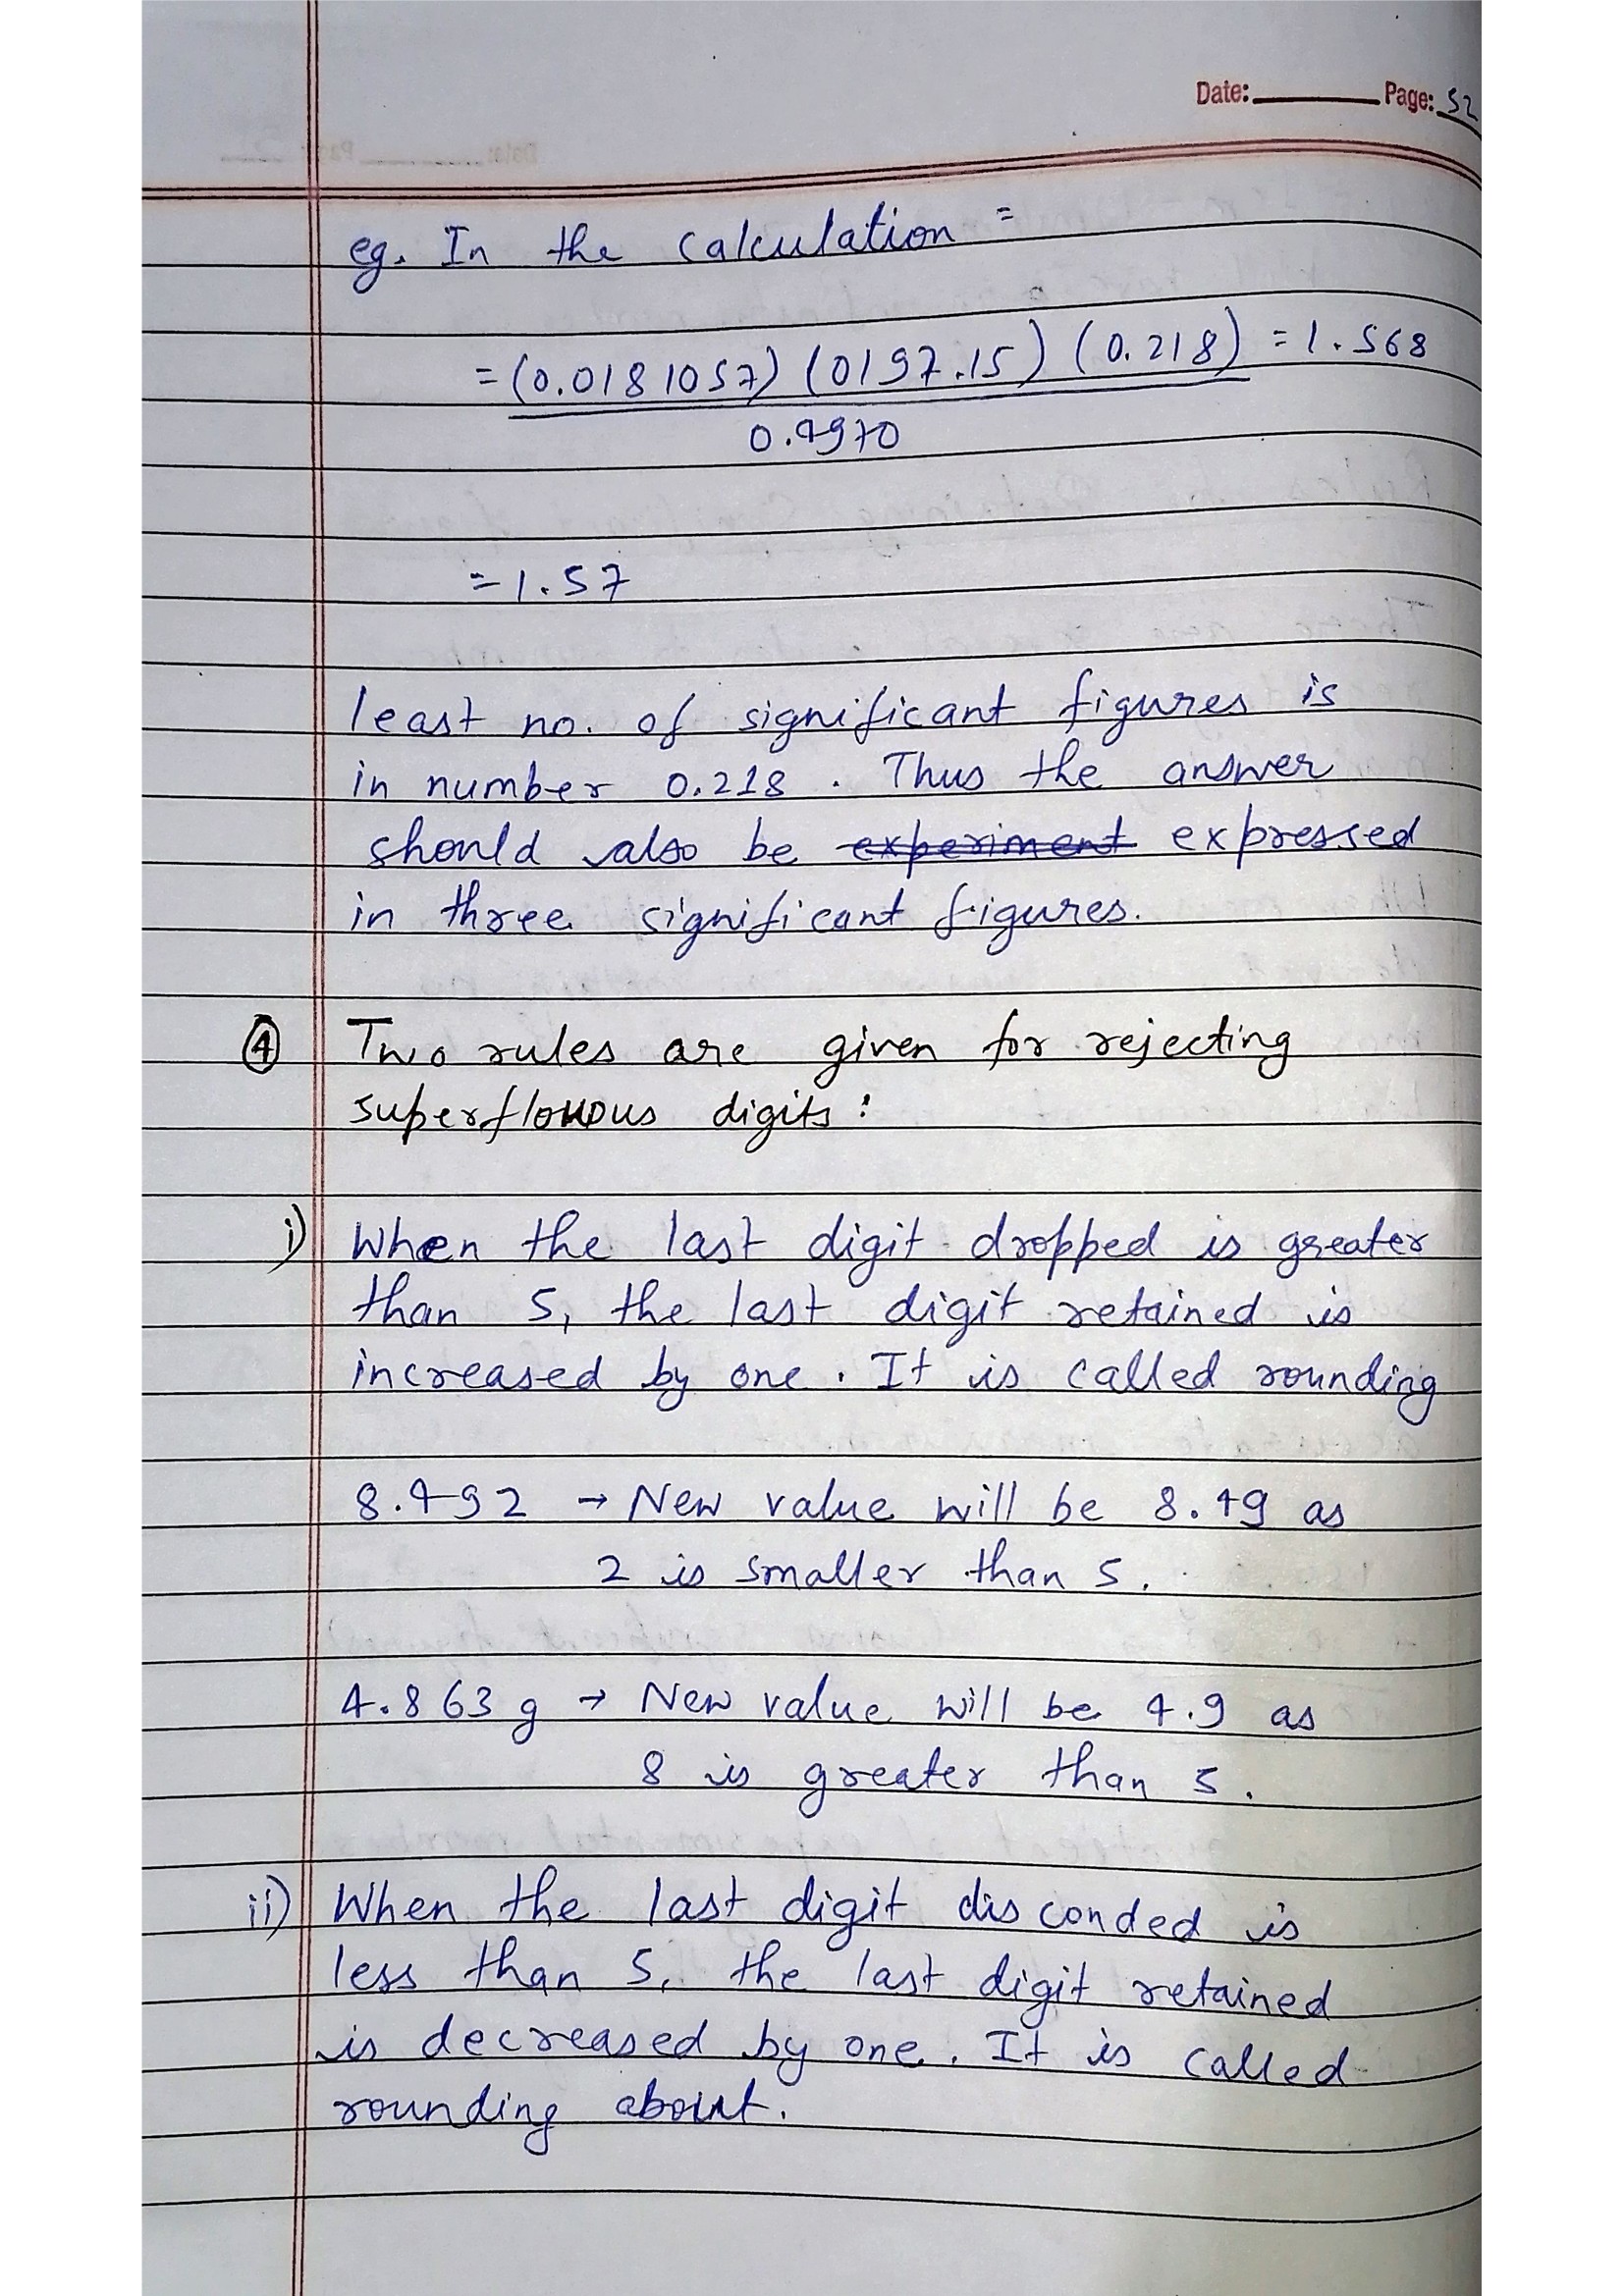 Date: Page: 52
eg. In the calculation =
= (0.0181057) (0197.15) (0.218) = 1.568
0.4970
= 1.57
least no. of significant figures is
in number 0.218 . Thus the answer
should also be experiment expressed
in three significant figures.
④ Two rules are given for rejecting
superflouous digits :
i) When the last digit dropped is greater
than 5, the last digit retained is
increased by one . It is called rounding
8.492 → New value will be 8.49 as
2 is smaller than 5 .
4.863 g → New value will be 4.9 as
8 is greater than 5 .
ii) When the last digit disconded is
less than 5, the last digit retained
is decreased by one . It is called
rounding about .